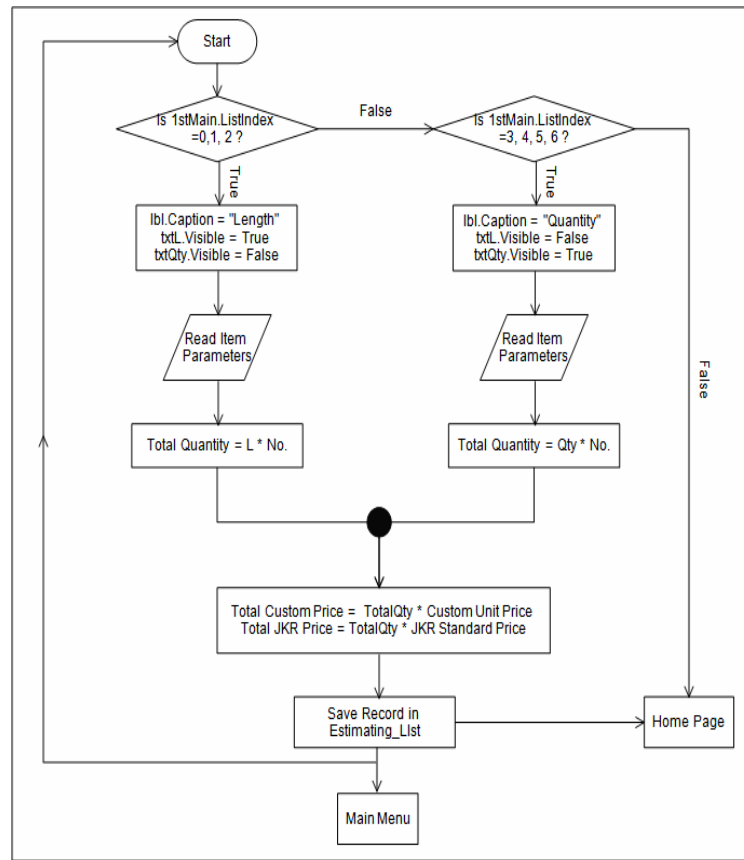 Start
Is 1stMain.ListIndex
=0,1, 2 ?
False
Is 1stMain.ListIndex
=3, 4, 5, 6 ?
True
True
lbl.Caption = "Length"
txtL.Visible = True
txtQty.Visible = False
lbl.Caption = "Quantity"
txtL.Visible = False
txtQty.Visible = True
Read Item
Parameters
Read Item
Parameters
False
Total Quantity = L * No.
Total Quantity = Qty * No.
Total Custom Price = TotalQty * Custom Unit Price
Total JKR Price = TotalQty * JKR Standard Price
Save Record in
Estimating_LIst
Home Page
Main Menu